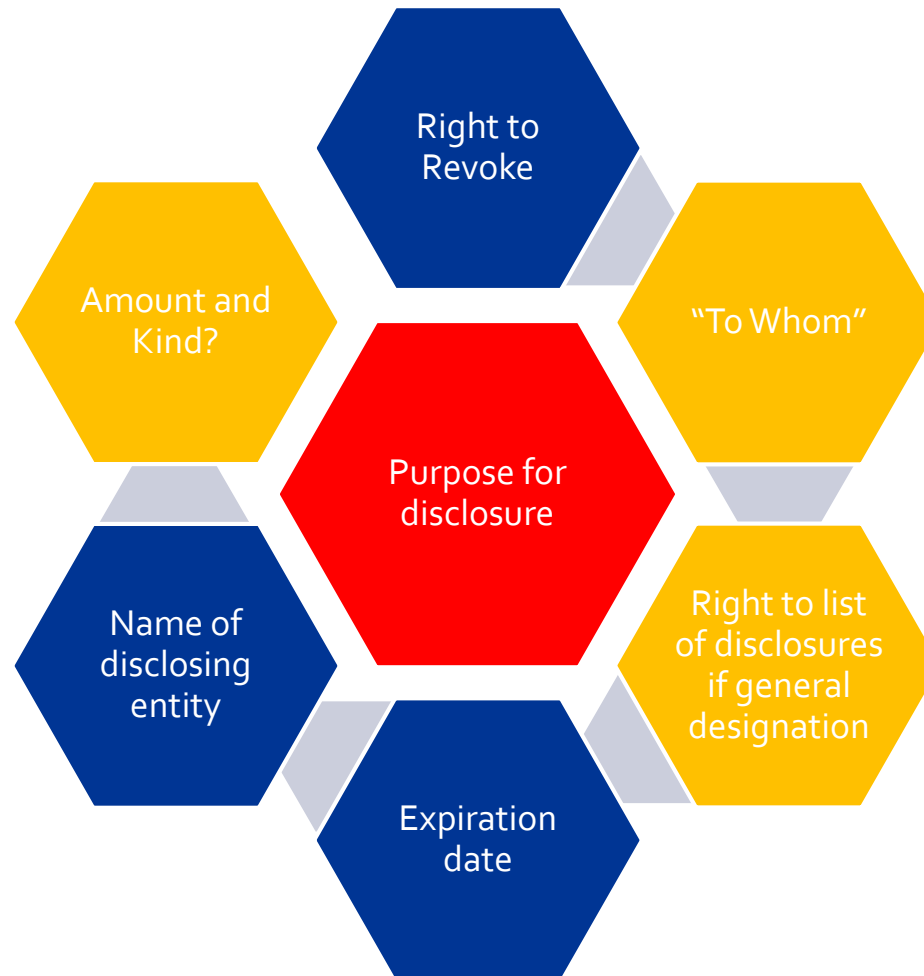 Right to
Revoke
Amount and
Kind?
“To Whom”
Purpose for
disclosure
Name of
disclosing
entity
Right to list
of disclosures
if general
designation
Expiration
date